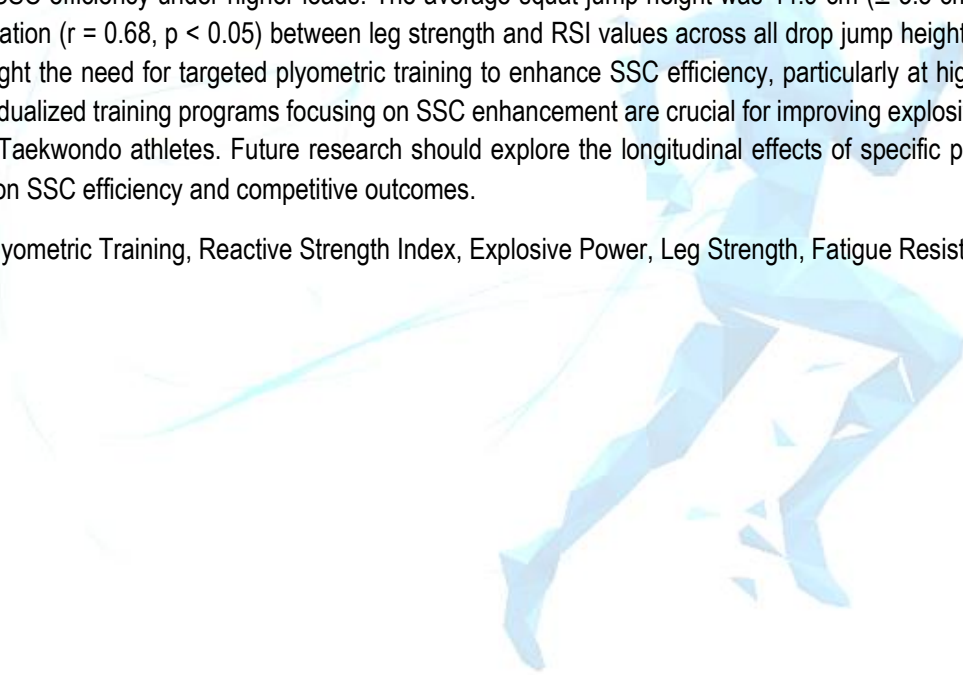 SSC efficiency under higher loads. The average squat jump height was
ation (r = 0.68, p < 0.05) between leg strength and RSI values across all drop jump height
ght the need for targeted plyometric training to enhance SSC efficiency, particularly at hig
dualized training programs focusing on SSC enhancement are crucial for improving explosi
Taekwondo athletes. Future research should explore the longitudinal effects of specific p
on SSC efficiency and competitive outcomes.
yometric Training, Reactive Strength Index, Explosive Power, Leg Strength, Fatigue Resist